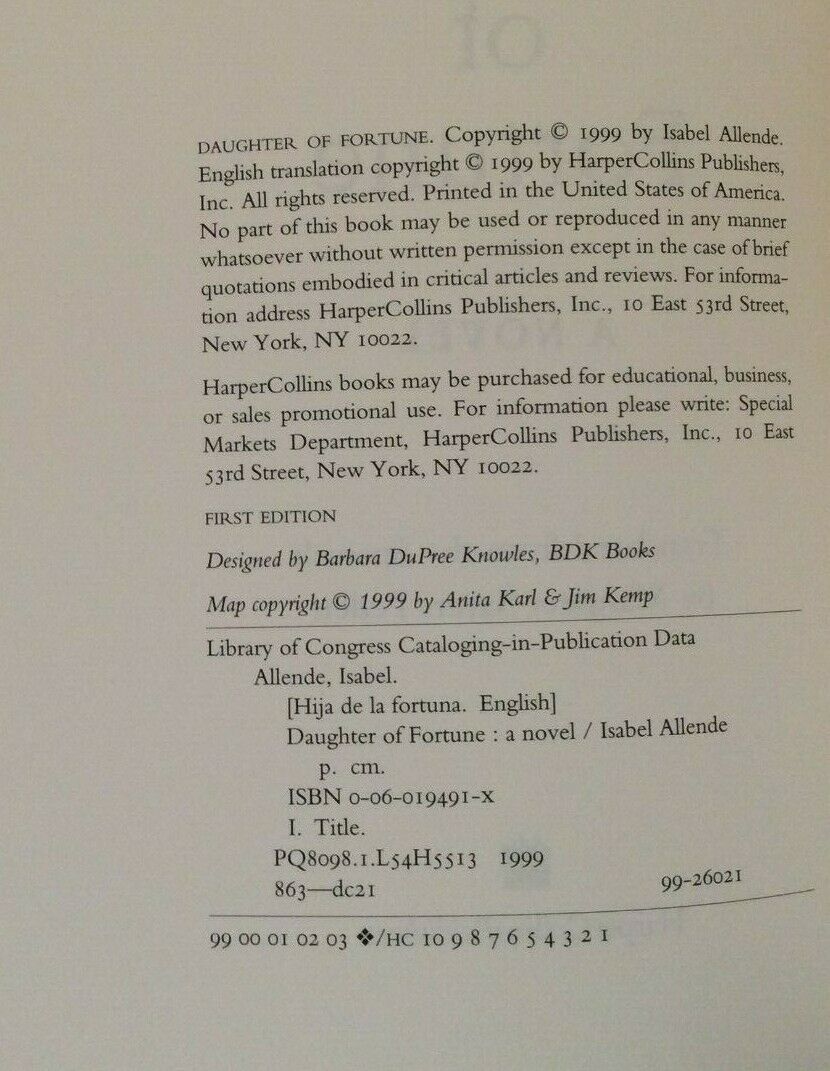 of
DAUGHTER OF FORTUNE. Copyright © 1999 by Isabel Allende.
English translation copyright © 1999 by HarperCollins Publishers,
Inc. All rights reserved. Printed in the United States of America.
No part of this book may be used or reproduced in any manner
whatsoever without written permission except in the case of brief
quotations embodied in critical articles and reviews. For informa-
tion address HarperCollins Publishers, Inc., 10 East 53rd Street,
New York, NY 10022.
HarperCollins books may be purchased for educational, business,
or sales promotional use. For information please write: Special
Markets Department, HarperCollins Publishers, Inc., 10 East
53rd Street, New York, NY 10022.
FIRST EDITION
Designed by Barbara DuPree Knowles, BDK Books
Map copyright © 1999 by Anita Karl & Jim Kemp
Library of Congress Cataloging-in-Publication Data
Allende, Isabel.
[Hija de la fortuna. English]
Daughter of Fortune : a novel / Isabel Allende
p. cm.
ISBN 0-06-019491-X
I. Title.
PQ8098.1.L54H5513 1999
863—dc21 99-26021
99 00 01 02 03 ❖/HC 10 9 8 7 6 5 4 3 2 1